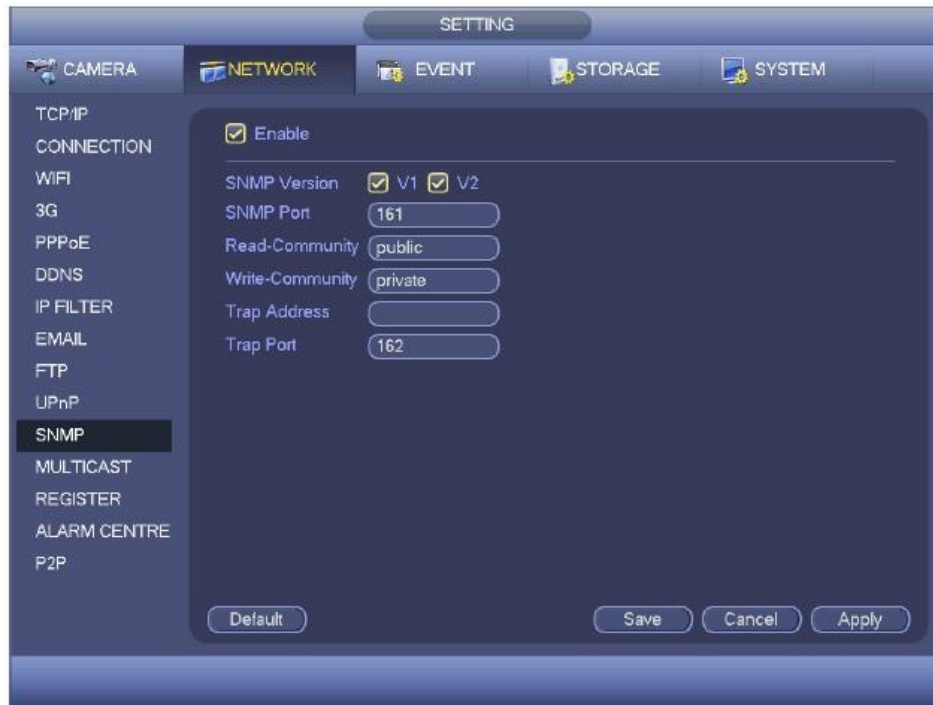 SETTING
CAMERA NETWORK EVENT STORAGE SYSTEM
TCP/IP
CONNECTION
WIFI
3G
PPPoE
DDNS
IP FILTER
EMAIL
FTP
UPnP
SNMP
MULTICAST
REGISTER
ALARM CENTRE
P2P
Enable
SNMP Version V1 V2
SNMP Port 161
Read-Community public
Write-Community private
Trap Address
Trap Port 162
Default Save Cancel Apply